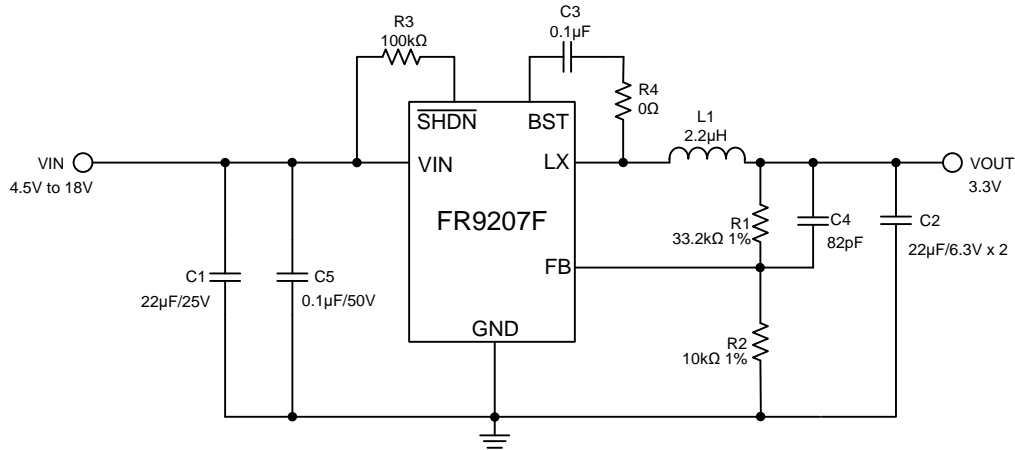 C3
0.1μF
R3
100kΩ
R4
0Ω
SHDN
BST
L1
2.2μH
VIN
4.5V to 18V
VIN
LX
VOUT
3.3V
FR9207F
R1
33.2kΩ 1%
C4
82pF
C2
22μF/6.3V x 2
FB
C1
22μF/25V
C5
0.1μF/50V
GND
R2
10kΩ 1%